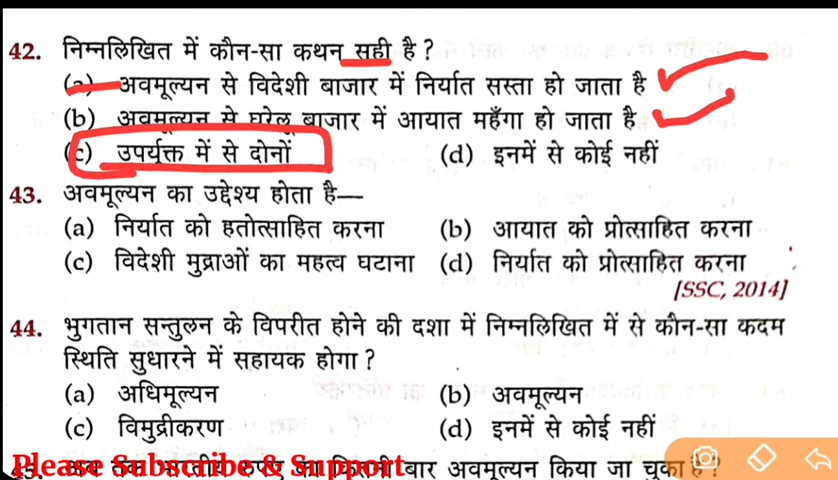 42. निम्नलिखित में कौन-सा कथन सही है ?
(a) अवमूल्यन से विदेशी बाजार में निर्यात सस्ता हो जाता है
(b) अवमूल्यन से घरेलू बाजार में आयात महँगा हो जाता है
(c) उपर्युक्त में से दोनों (d) इनमें से कोई नहीं
43. अवमूल्यन का उद्देश्य होता है—
(a) निर्यात को हतोत्साहित करना (b) आयात को प्रोत्साहित करना
(c) विदेशी मुद्राओं का महत्व घटाना (d) निर्यात को प्रोत्साहित करना
[SSC, 2014]
44. भुगतान सन्तुलन के विपरीत होने की दशा में निम्नलिखित में से कौन-सा कदम
स्थिति सुधारने में सहायक होगा ?
(a) अधिमूल्यन (b) अवमूल्यन
(c) विमुद्रीकरण (d) इनमें से कोई नहीं
Please Subscribe & Support
बार अवमूल्यन किया जा चुका है ?